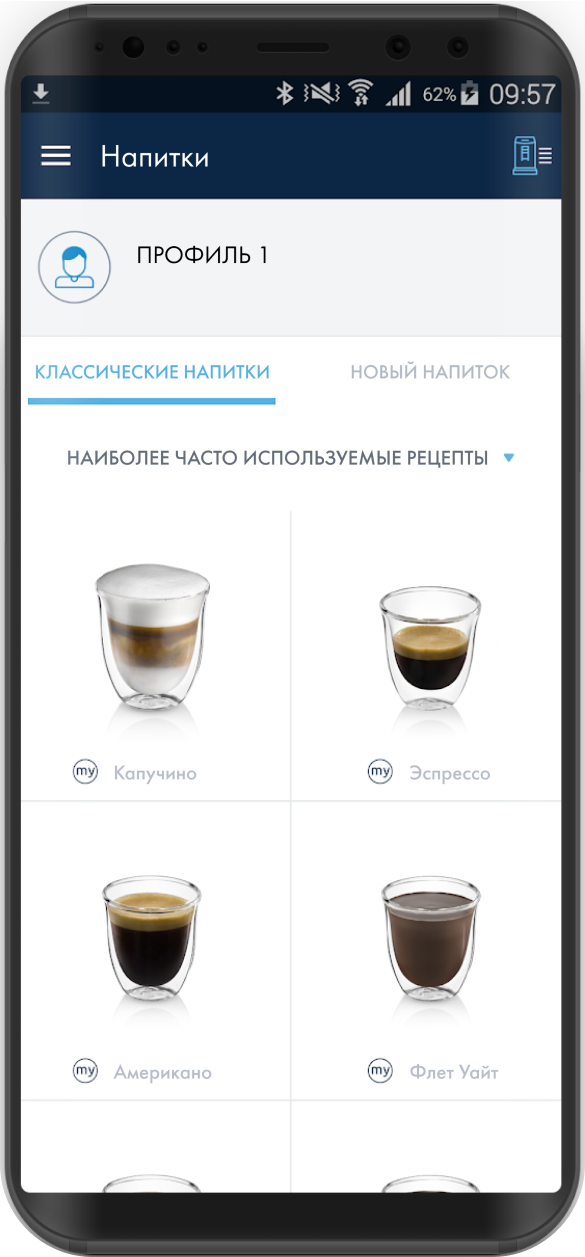 62% 09:57
Напитки
ПРОФИЛЬ 1
КЛАССИЧЕСКИЕ НАПИТКИ НОВЫЙ НАПИТОК
НАИБОЛЕЕ ЧАСТО ИСПОЛЬЗУЕМЫЕ РЕЦЕПТЫ
my Капучино my Эспрессо
my Американо my Флет Уайт